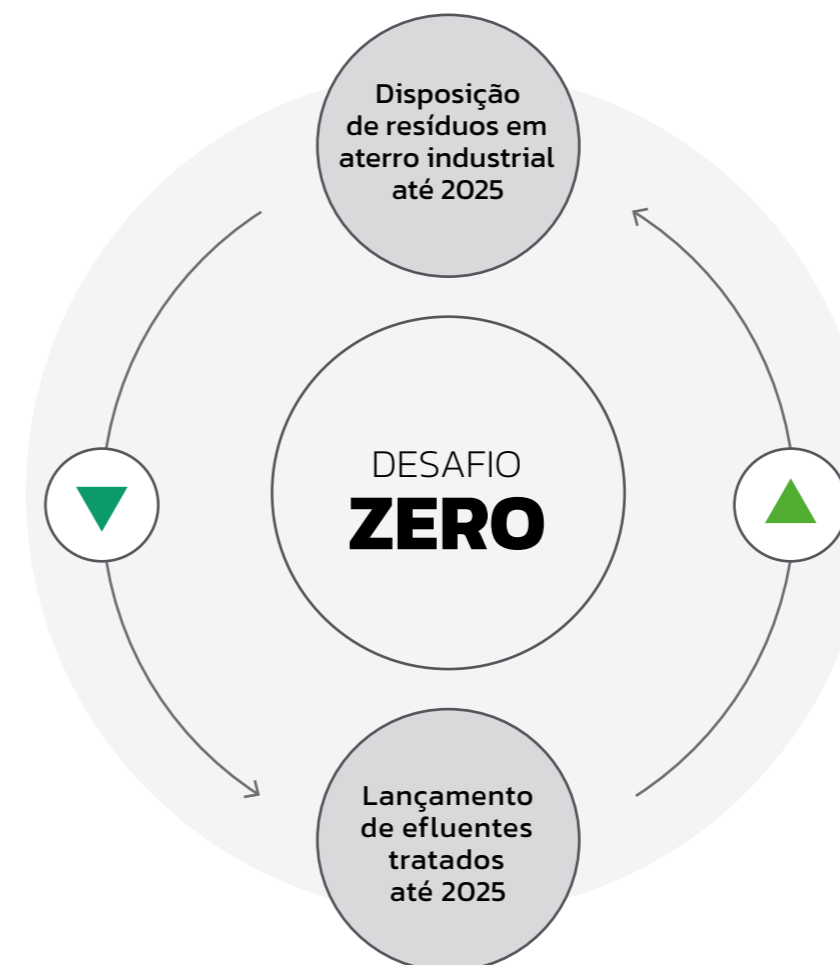 Disposição
de resíduos em
aterro industrial
até 2025
DESAFIO
ZERO
Lançamento
de efluentes
tratados
até 2025